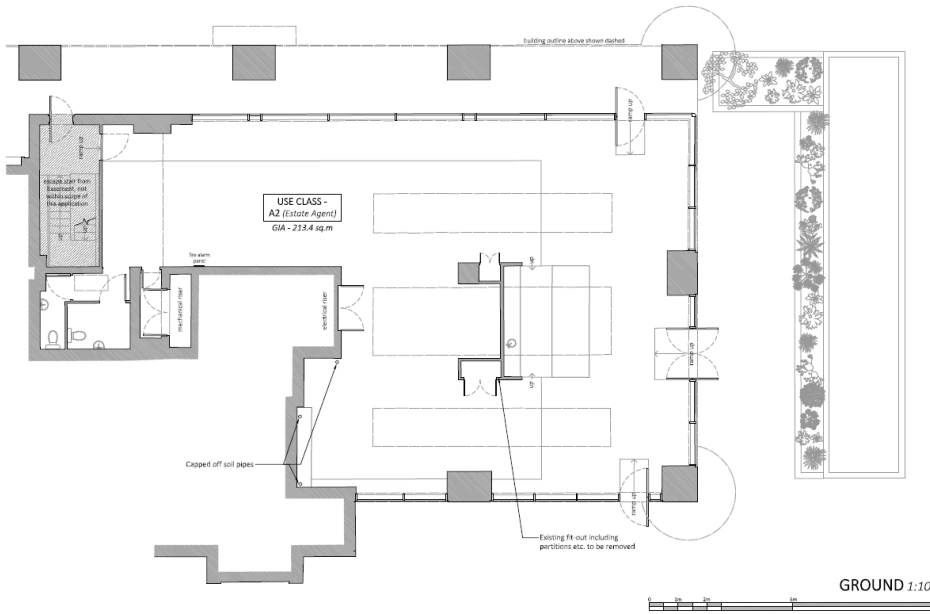 building outline above shown dashed
ramp up
ramp up
escape stair from
basement, not
within scope of
this application
up
up
USE CLASS -
A2 (Estate Agent)
GIA - 213.4 sq.m
fire alarm
panel
up
mechanical riser
electrical riser
ramp up
up
Capped off soil pipes
ramp up
Existing fit-out including
partitions etc. to be removed
GROUND 1:10
0 1m 2m 5m